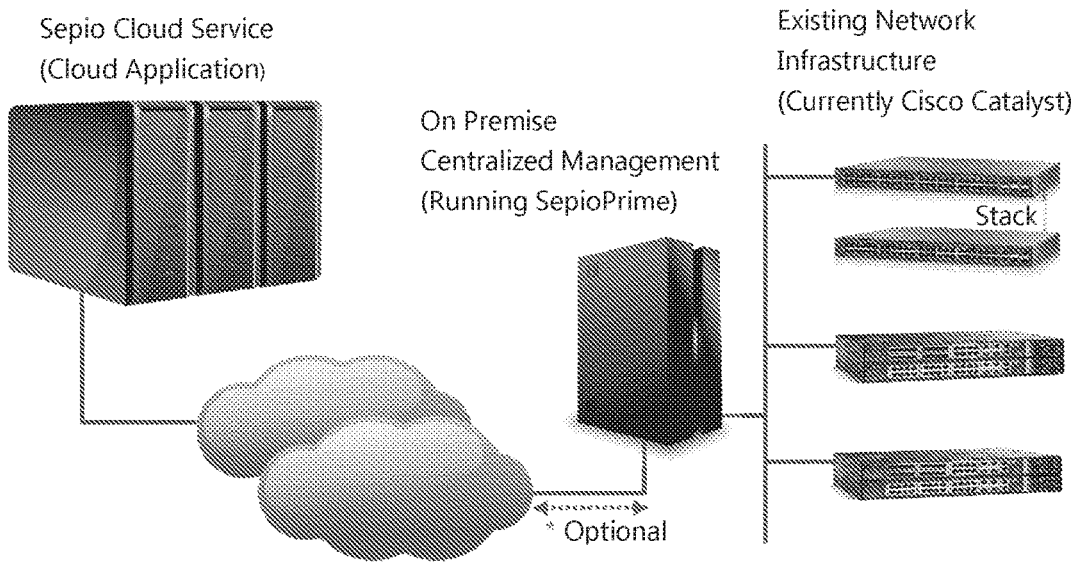 Sepio Cloud Service
(Cloud Application)
On Premise
Centralized Management
(Running SepioPrime)
Existing Network
Infrastructure
(Currently Cisco Catalyst)
Stack
* Optional